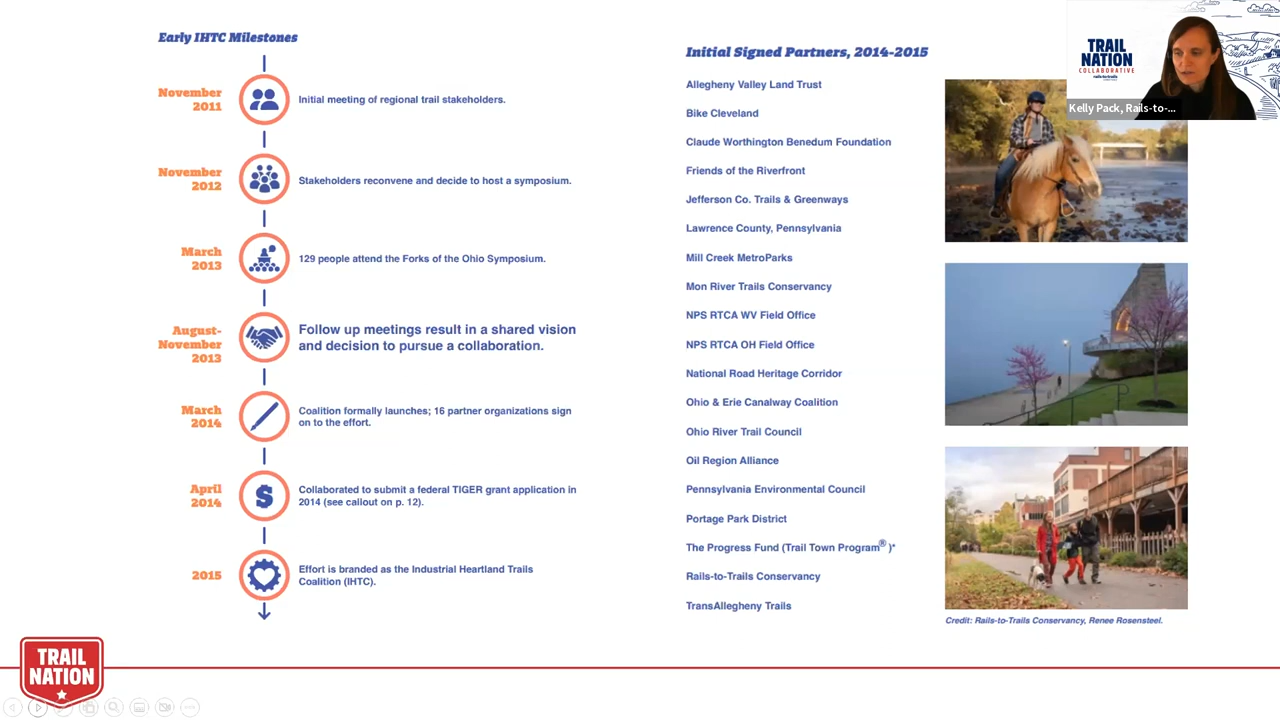 Early IHTC Milestones
November
2011
Initial meeting of regional trail stakeholders.
November
2012
Stakeholders reconvene and decide to host a symposium.
March
2013
129 people attend the Forks of the Ohio Symposium.
August-
November
2013
Follow up meetings result in a shared vision
and decision to pursue a collaboration.
March
2014
Coalition formally launches; 16 partner organizations sign
on to the effort.
April
2014
Collaborated to submit a federal TIGER grant application in
2014 (see callout on p. 12).
2015
Effort is branded as the Industrial Heartland Trails
Coalition (IHTC).
Initial Signed Partners, 2014-2015
Allegheny Valley Land Trust
Bike Cleveland
Claude Worthington Benedum Foundation
Friends of the Riverfront
Jefferson Co. Trails & Greenways
Lawrence County, Pennsylvania
Mill Creek MetroParks
Mon River Trails Conservancy
NPS RTCA WV Field Office
NPS RTCA OH Field Office
National Road Heritage Corridor
Ohio & Erie Canalway Coalition
Ohio River Trail Council
Oil Region Alliance
Pennsylvania Environmental Council
Portage Park District
The Progress Fund (Trail Town Program® )*
Rails-to-Trails Conservancy
TransAllegheny Trails
Credit: Rails-to-Trails Conservancy, Renee Rosensteel.
TRAIL
NATION
COLLABORATIVE
rails-to-trails
Kelly Pack, Rails-to-...
TRAIL
NATION